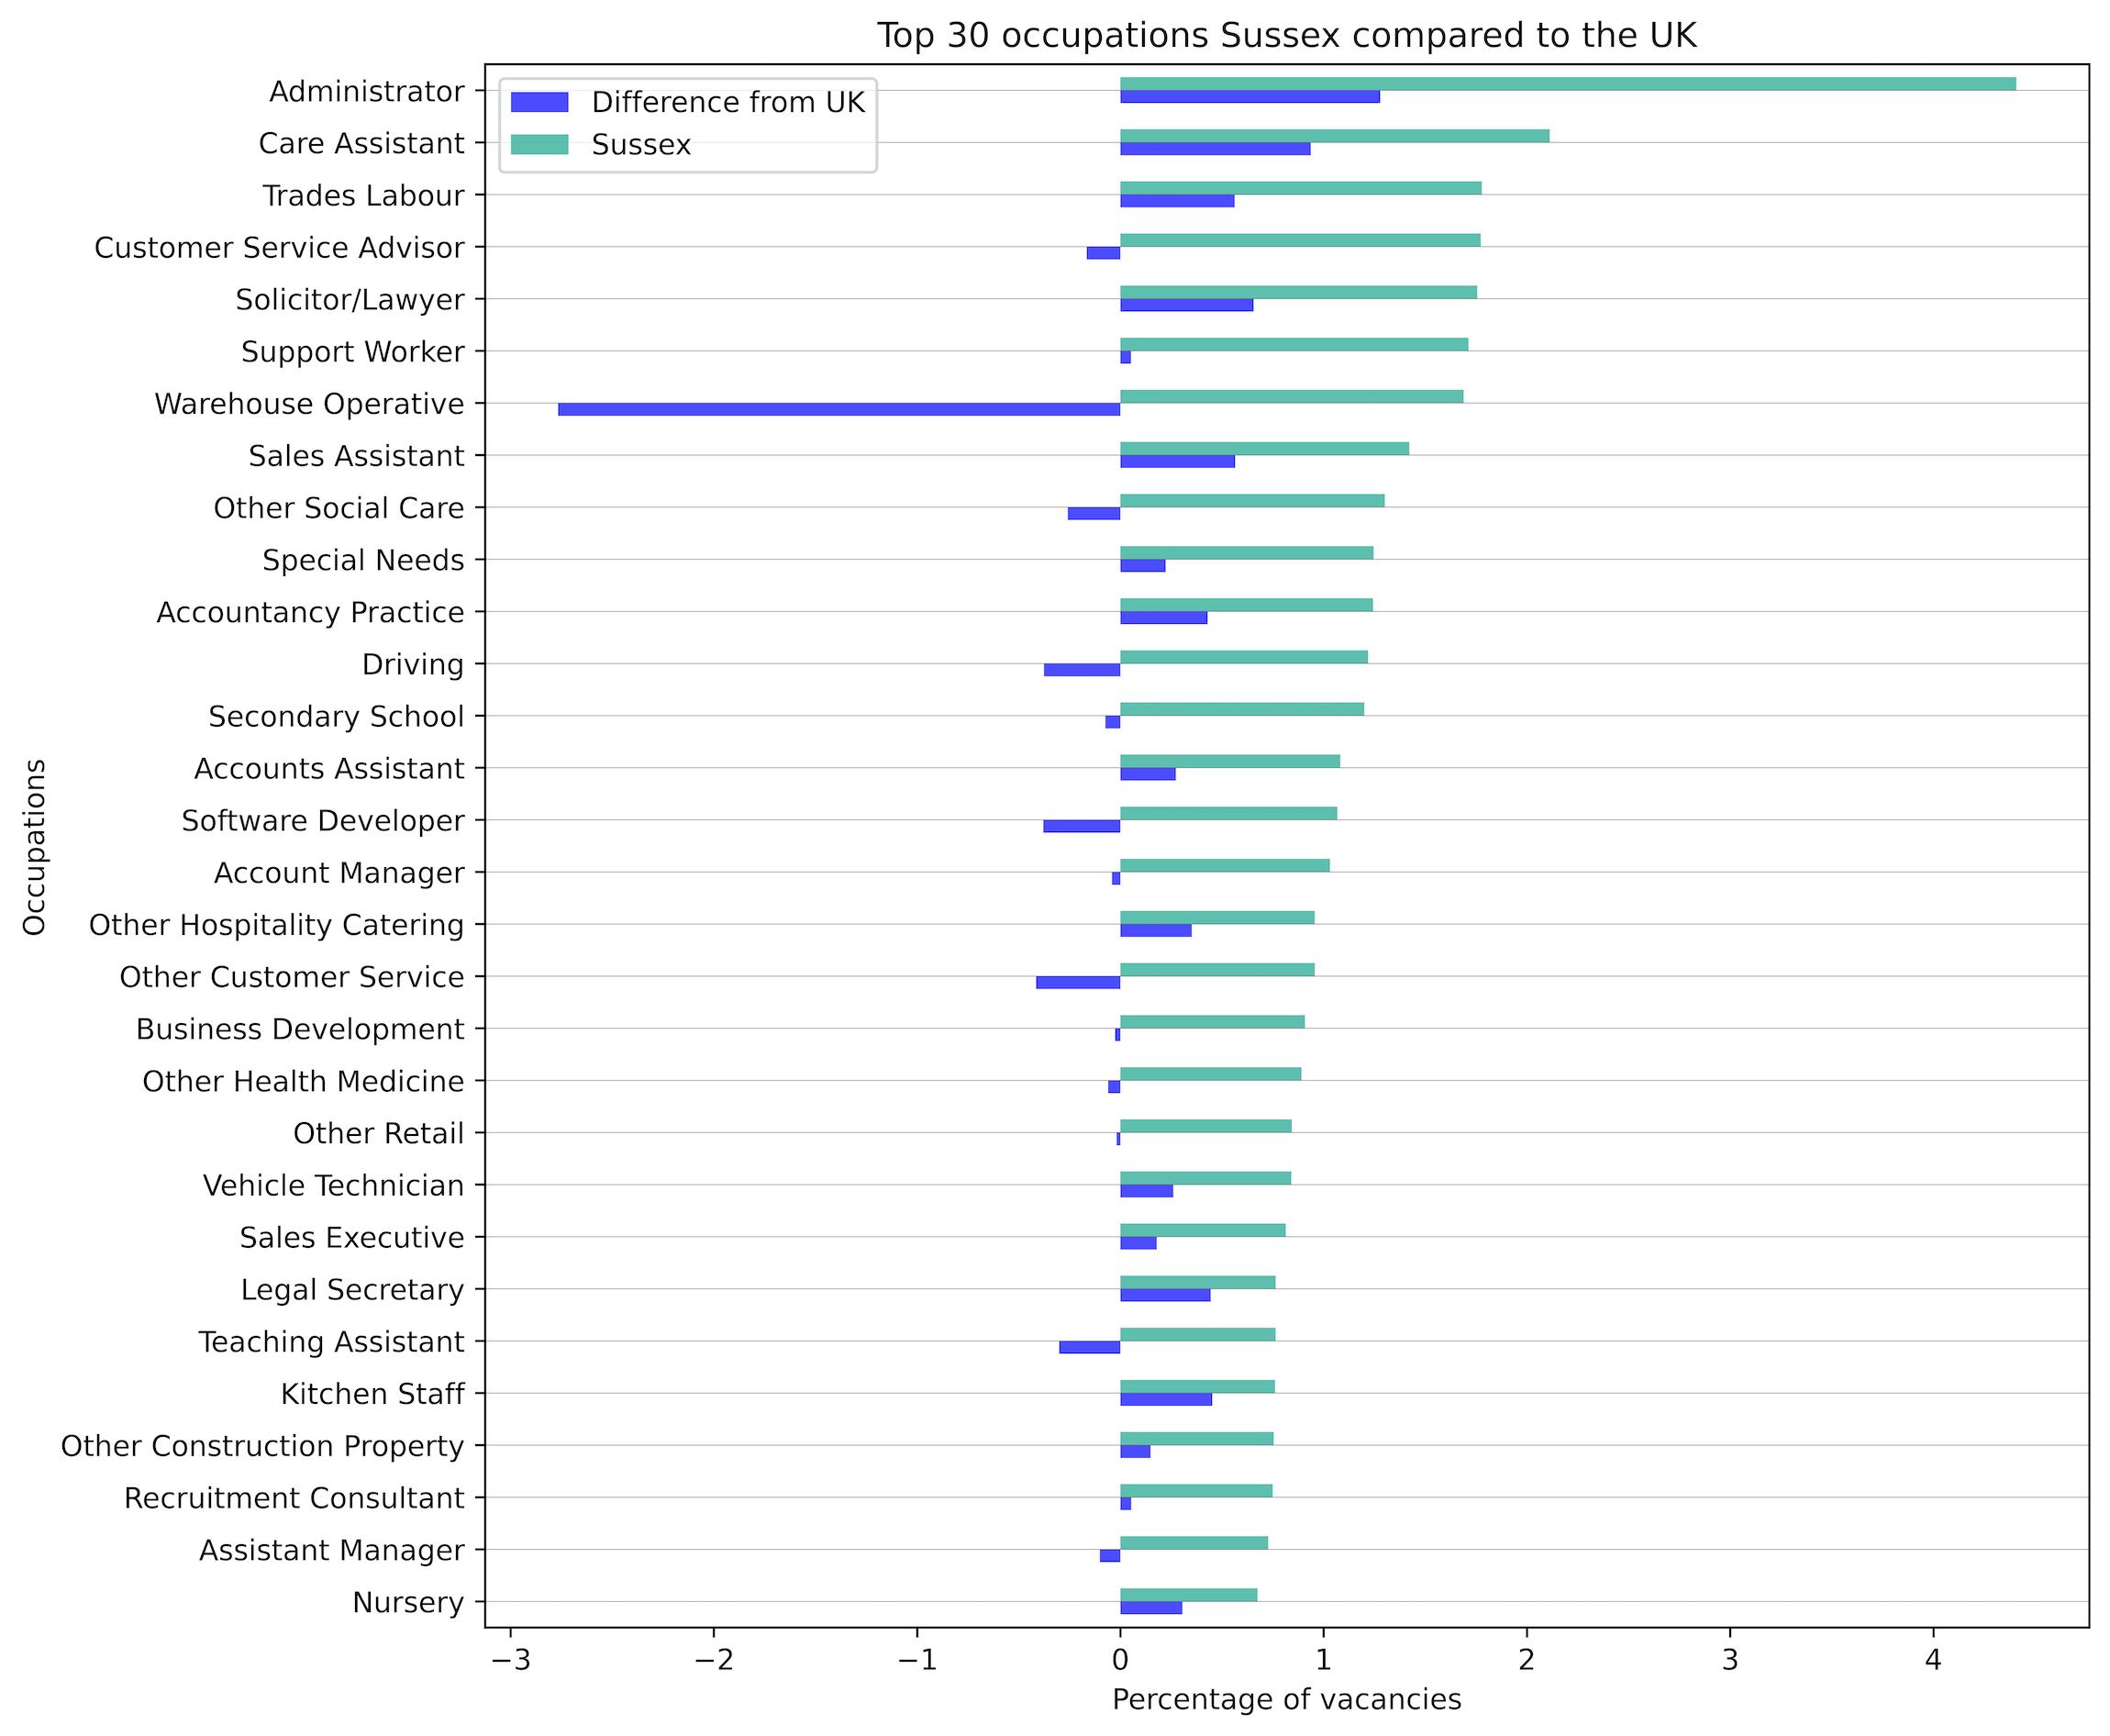 Top 30 occupations Sussex compared to the UK
Difference from UK
Sussex
Administrator
Care Assistant
Trades Labour
Customer Service Advisor
Solicitor/Lawyer
Support Worker
Warehouse Operative
Sales Assistant
Other Social Care
Special Needs
Accountancy Practice
Driving
Secondary School
Accounts Assistant
Software Developer
Account Manager
Other Hospitality Catering
Other Customer Service
Business Development
Other Health Medicine
Other Retail
Vehicle Technician
Sales Executive
Legal Secretary
Teaching Assistant
Kitchen Staff
Other Construction Property
Recruitment Consultant
Assistant Manager
Nursery
Occupations
−3 −2 −1 0 1 2 3 4
Percentage of vacancies